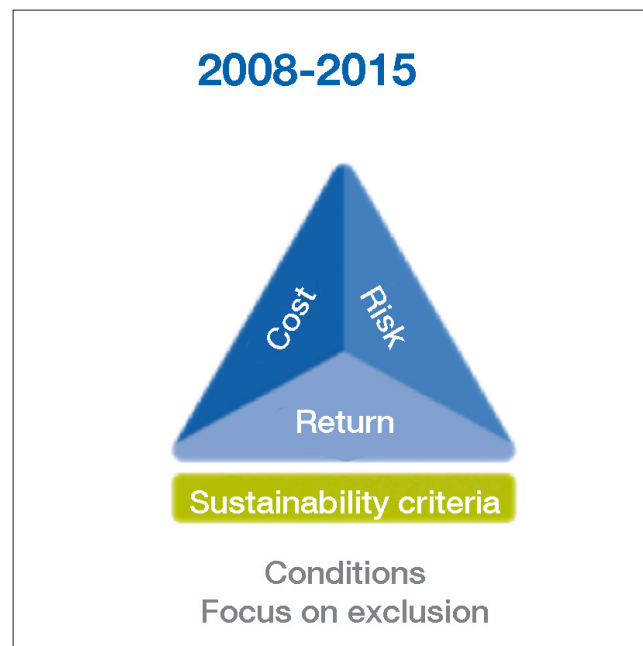 2008-2015
Cost
Risk
Return
Sustainability criteria
Conditions
Focus on exclusion